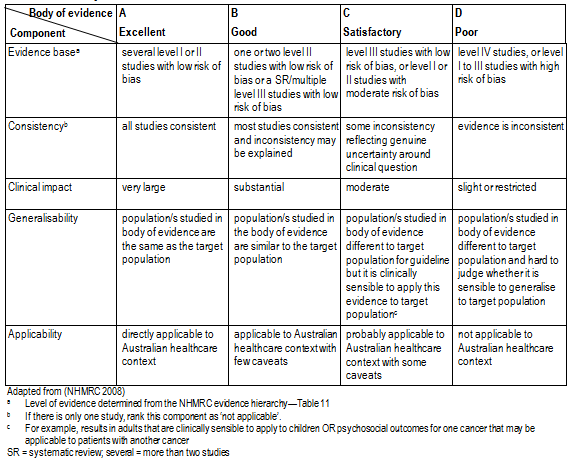 Body of evidence
Component
A
Excellent
B
Good
C
Satisfactory
D
Poor
Evidence baseᵃ
several level I or II
studies with low risk of
bias
one or two level II
studies with low risk of
bias or a SR/multiple
level III studies with low
risk of bias
level III studies with low
risk of bias, or level I or
II studies with
moderate risk of bias
level IV studies, or level
I to III studies with high
risk of bias
Consistencyᵇ
all studies consistent
most studies consistent
and inconsistency may
be explained
some inconsistency
reflecting genuine
uncertainty around
clinical question
evidence is inconsistent
Clinical impact
very large
substantial
moderate
slight or restricted
Generalisability
population/s studied in
body of evidence are
the same as the target
population
population/s studied in
the body of evidence
are similar to the target
population
population/s studied in
body of evidence
different to target
population for guideline
but it is clinically
sensible to apply this
evidence to target
populationᶜ
population/s studied in
body of evidence
different to target
population and hard to
judge whether it is
sensible to generalise
to target population
Applicability
directly applicable to
Australian healthcare
context
applicable to Australian
healthcare context with
few caveats
probably applicable to
Australian healthcare
context with some
caveats
not applicable to
Australian healthcare
context
Adapted from (NHMRC 2008)
a Level of evidence determined from the NHMRC evidence hierarchy—Table 11
b If there is only one study, rank this component as ‘not applicable’.
c For example, results in adults that are clinically sensible to apply to children OR psychosocial outcomes for one cancer that may be
applicable to patients with another cancer
SR = systematic review; several = more than two studies